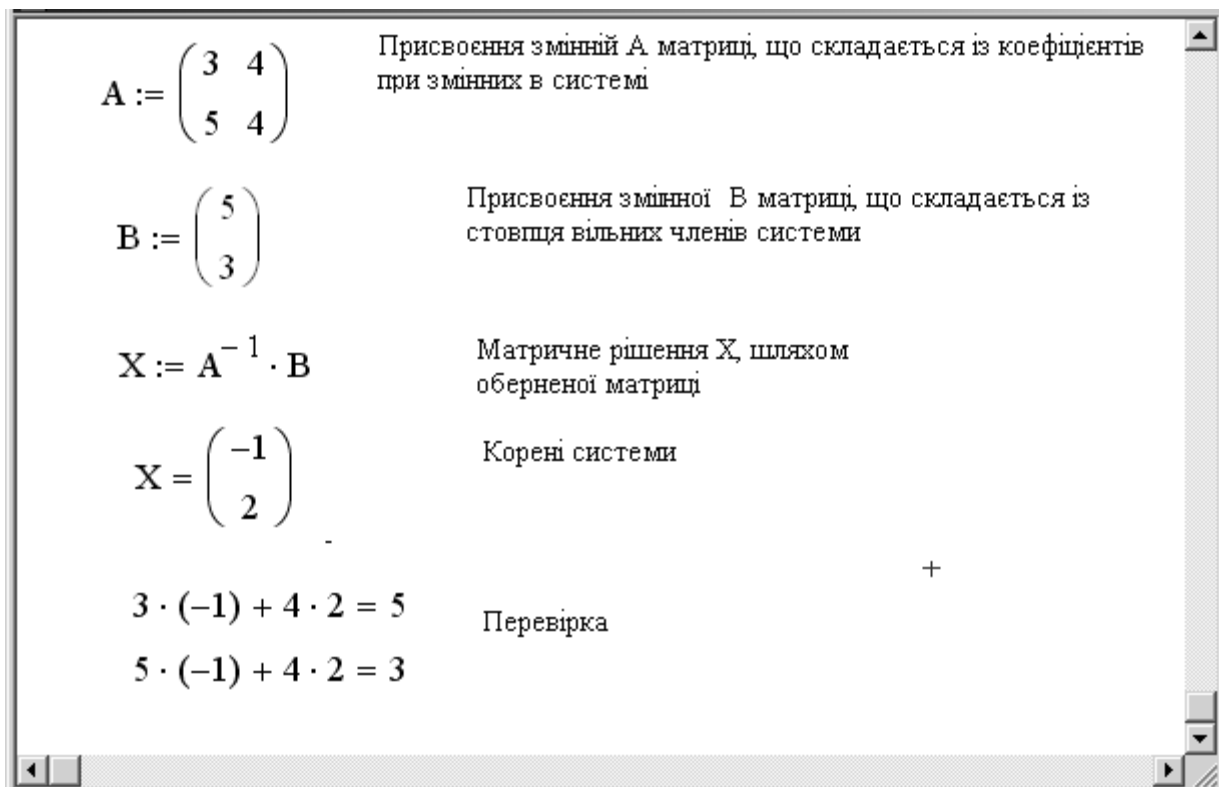 Присвоєння змінній A матриці, що складається із коефіцієнтів
при змінних в системі
A := ( 3 4
5 4 )
Присвоєння змінної B матриці, що складається із
стовпця вільних членів системи
B := ( 5
3 )
X := A⁻¹ · B
Матричне рішення X, шляхом
оберненої матриці
X = ( −1
2 )
Корені системи
3 · (−1) + 4 · 2 = 5
5 · (−1) + 4 · 2 = 3
Перевірка